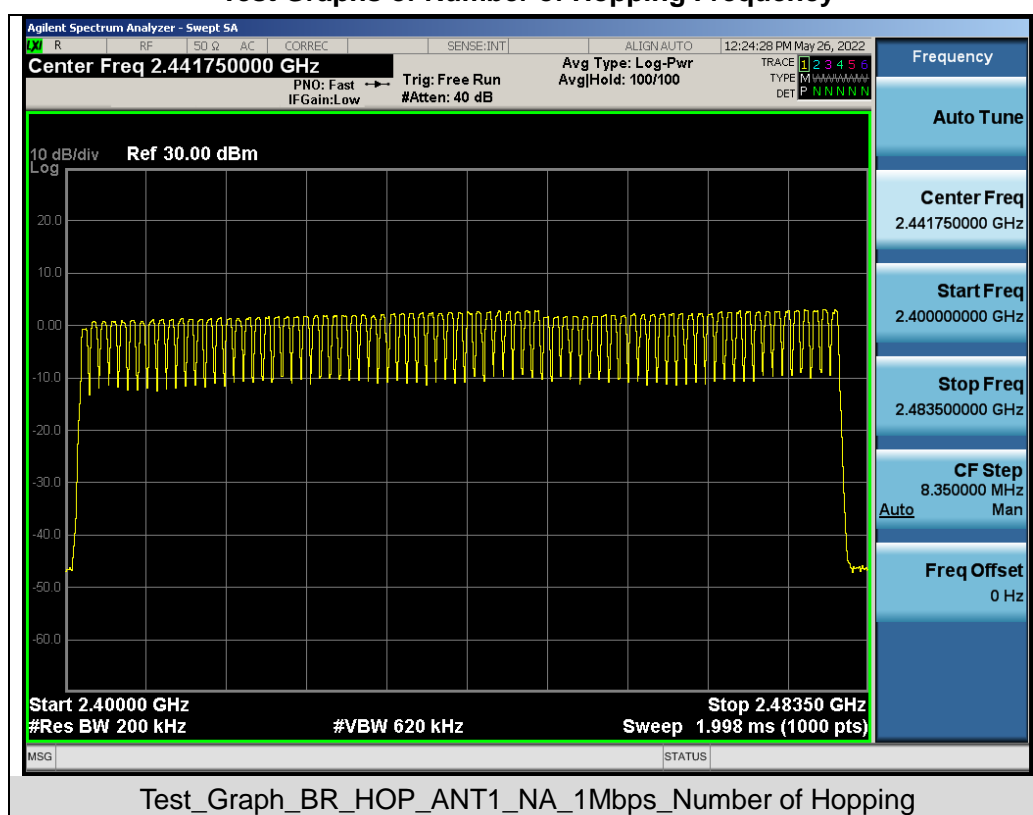 Test Graphs of Number of Hopping Frequency
Agilent Spectrum Analyzer - Swept SA
LXI R RF 50 Ω AC CORREC SENSE:INT ALIGN AUTO 12:24:28 PM May 26, 2022
Center Freq 2.441750000 GHz
PNO: Fast
IFGain:Low
Trig: Free Run
#Atten: 40 dB
Avg Type: Log-Pwr
Avg|Hold: 100/100
TRACE 1 2 3 4 5 6
TYPE M W W W W W
DET P N N N N N
10 dB/div Ref 30.00 dBm
Log
20.0
10.0
0.00
-10.0
-20.0
-30.0
-40.0
-50.0
-60.0
Start 2.40000 GHz Stop 2.48350 GHz
#Res BW 200 kHz #VBW 620 kHz Sweep 1.998 ms (1000 pts)
MSG STATUS
Frequency
Auto Tune
Center Freq
2.441750000 GHz
Start Freq
2.400000000 GHz
Stop Freq
2.483500000 GHz
CF Step
8.350000 MHz
Auto Man
Freq Offset
0 Hz
Test_Graph_BR_HOP_ANT1_NA_1Mbps_Number of Hopping